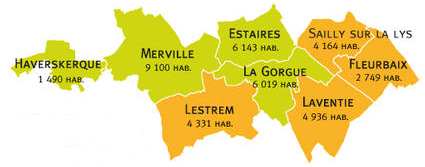 Haverskerque
1 490 hab.
Merville
9 100 hab.
Estaires
6 143 hab.
Sailly sur la Lys
4 164 hab.
Fleurbaix
2 749 hab.
La Gorgue
6 019 hab.
Lestrem
4 331 hab.
Laventie
4 936 hab.